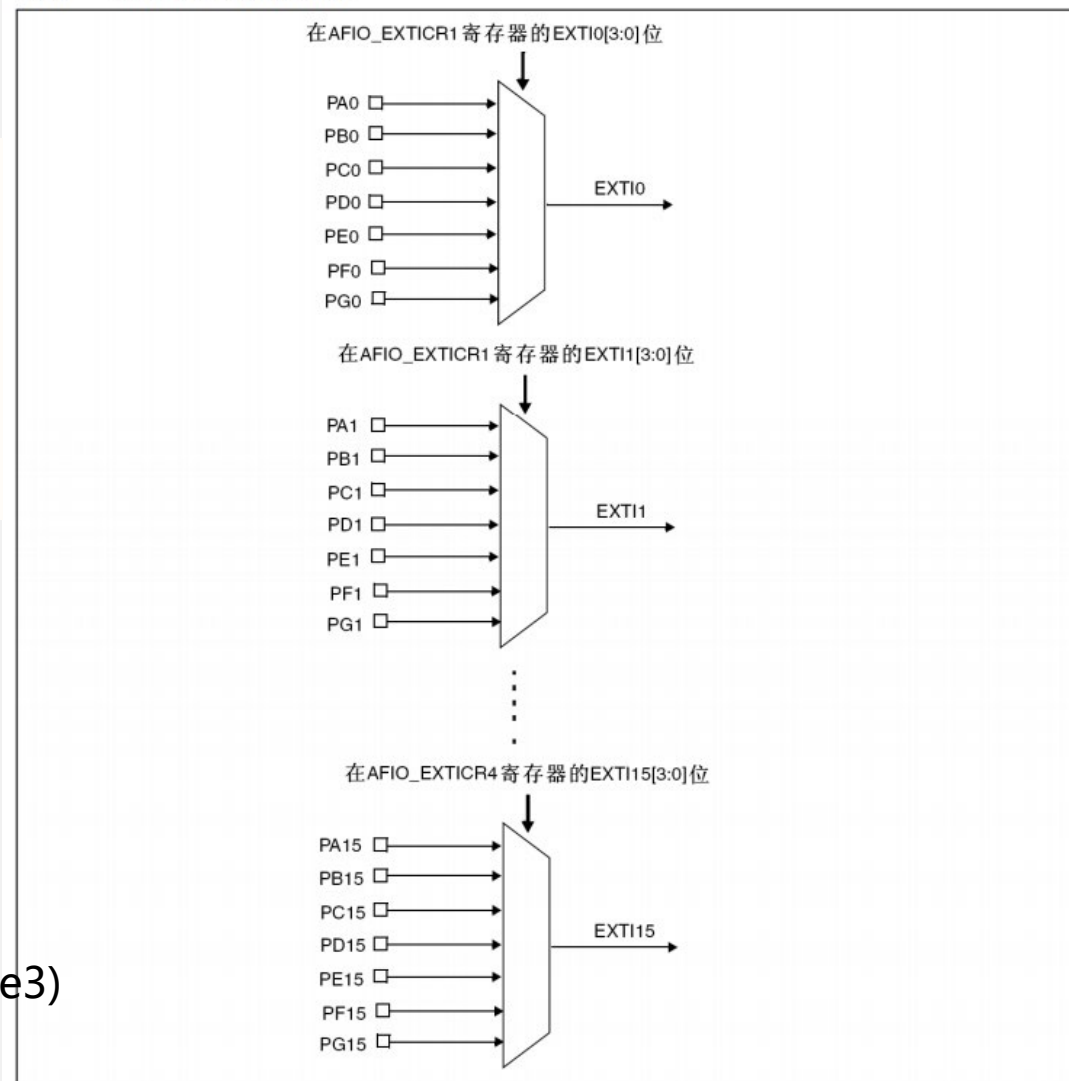 在AFIO_EXTICR1寄存器的EXTI0[3:0]位
PA0
PB0
PC0
PD0
PE0
PF0
PG0
EXTI0
在AFIO_EXTICR1寄存器的EXTI1[3:0]位
PA1
PB1
PC1
PD1
PE1
PF1
PG1
EXTI1
在AFIO_EXTICR4寄存器的EXTI15[3:0]位
PA15
PB15
PC15
PD15
PE15
PF15
PG15
EXTI15
e3)